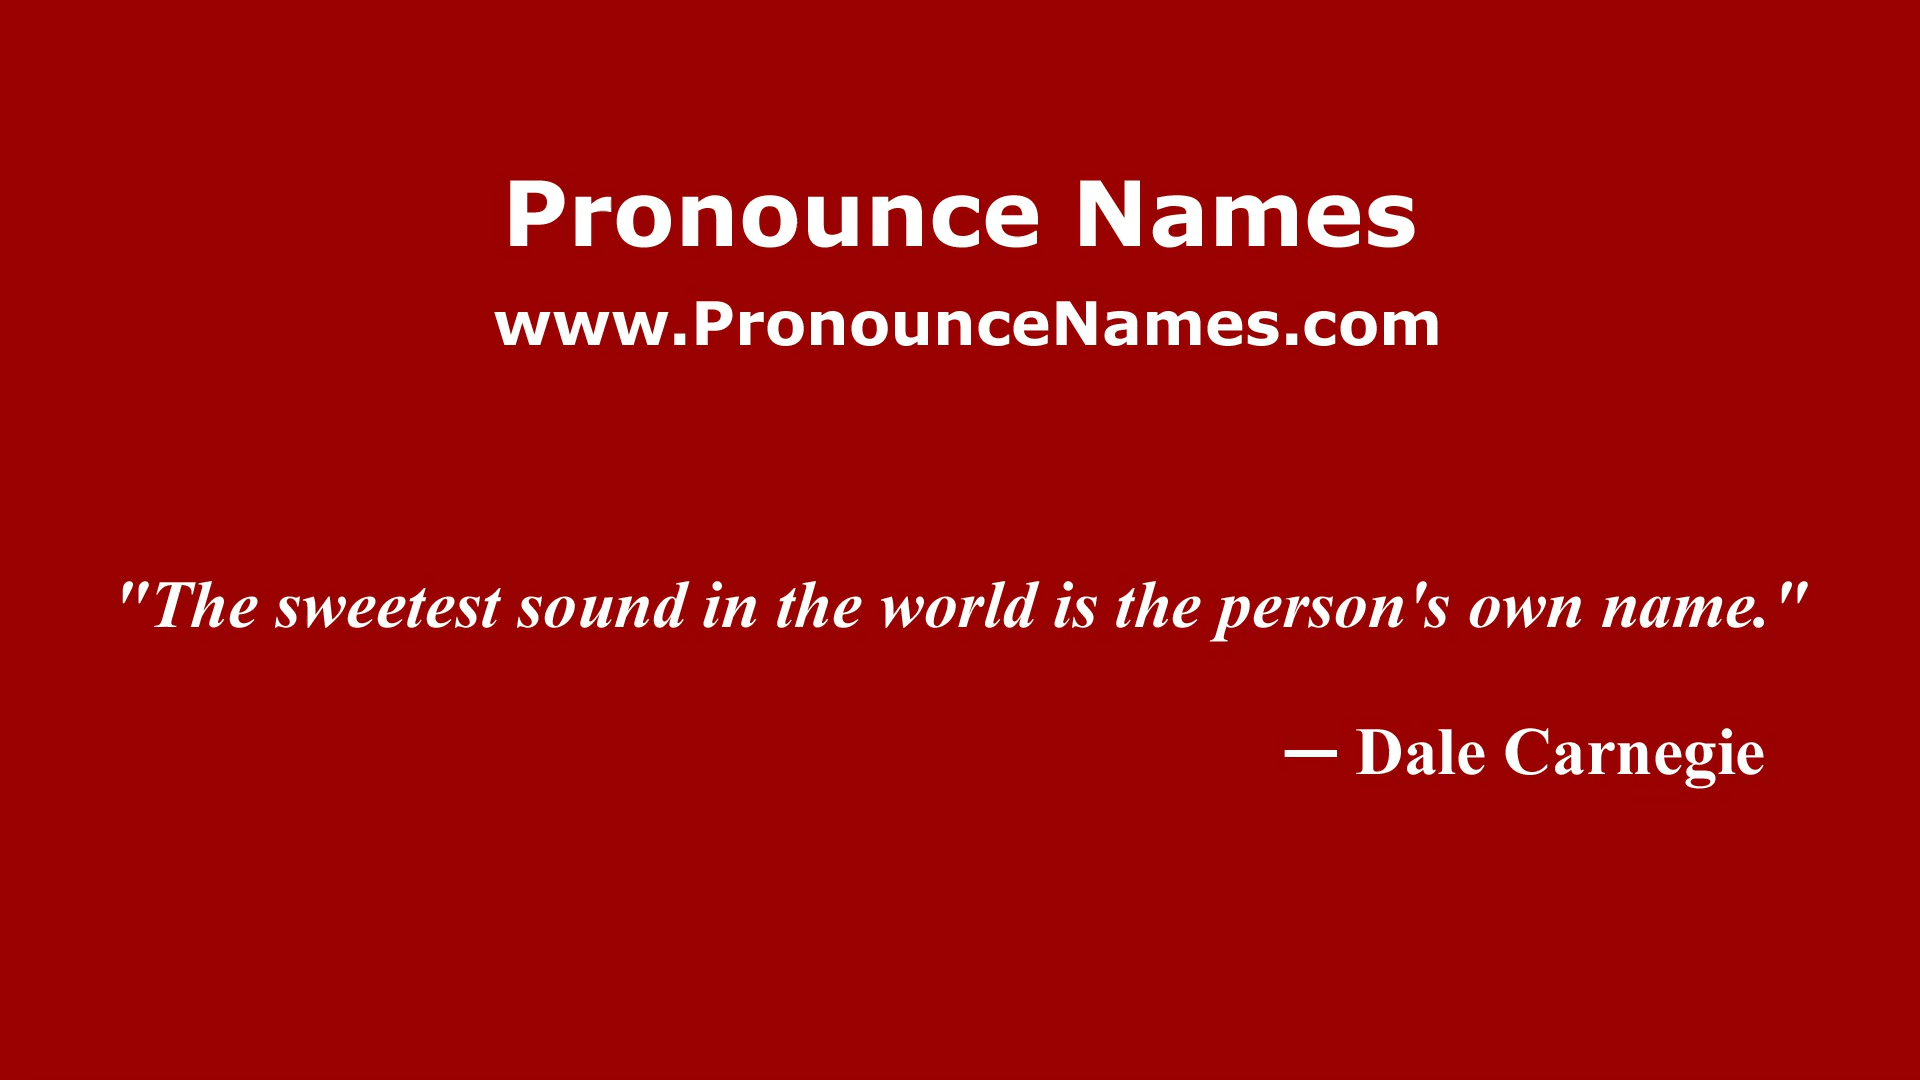 Pronounce Names
www.PronounceNames.com
"The sweetest sound in the world is the person's own name."
— Dale Carnegie